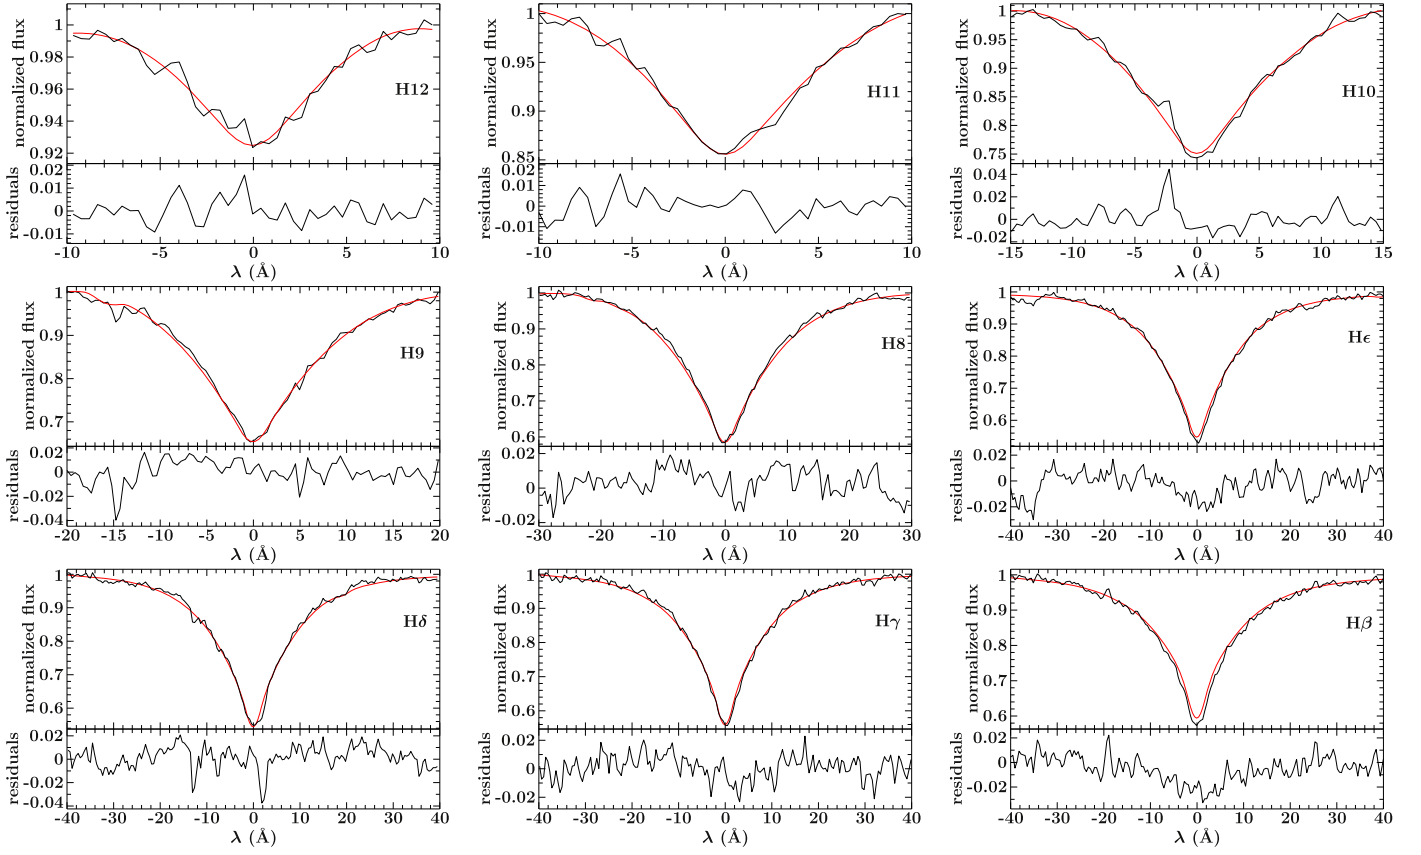 normalized flux
1
0.98
0.96
0.94
0.92
H12
residuals
0.02
0.01
0
-0.01
-10 -5 0 5 10
λ (Å)
normalized flux
1
0.95
0.9
0.85
H11
residuals
0.02
0.01
0
-0.01
-10 -5 0 5 10
λ (Å)
normalized flux
1
0.95
0.9
0.85
0.8
0.75
H10
residuals
0.04
0.02
0
-0.02
-15 -10 -5 0 5 10 15
λ (Å)
normalized flux
1
0.9
0.8
0.7
H9
residuals
0.02
0
-0.02
-0.04
-20 -15 -10 -5 0 5 10 15 20
λ (Å)
normalized flux
1
0.9
0.8
0.7
0.6
H8
residuals
0.02
0
-0.02
-30 -20 -10 0 10 20 30
λ (Å)
normalized flux
1
0.9
0.8
0.7
0.6
Hϵ
residuals
0.02
0
-0.02
-40 -30 -20 -10 0 10 20 30 40
λ (Å)
normalized flux
1
0.9
0.8
0.7
0.6
Hδ
residuals
0.02
0
-0.02
-0.04
-40 -30 -20 -10 0 10 20 30 40
λ (Å)
normalized flux
1
0.9
0.8
0.7
0.6
Hγ
residuals
0.02
0
-0.02
-40 -30 -20 -10 0 10 20 30 40
λ (Å)
normalized flux
1
0.9
0.8
0.7
0.6
Hβ
residuals
0.02
0
-0.02
-40 -30 -20 -10 0 10 20 30 40
λ (Å)